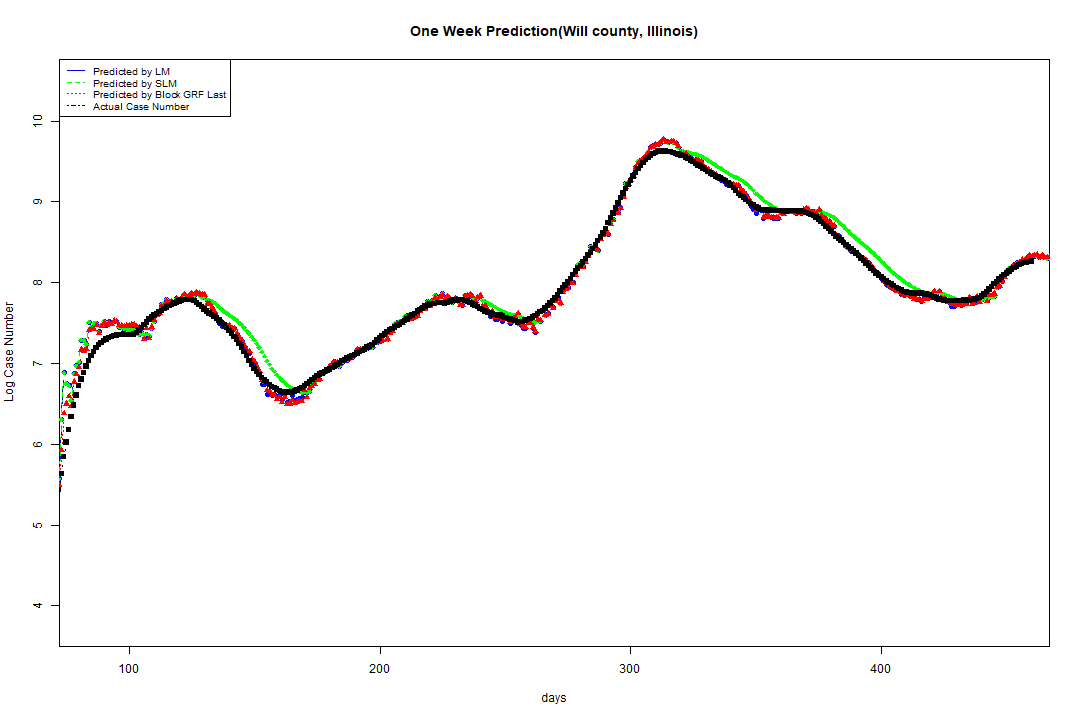 One Week Prediction(Will county, Illinois)
Predicted by LM
Predicted by SLM
Predicted by Block GRF Last
Actual Case Number
10
9
8
7
6
5
4
Log Case Number
100 200 300 400
days